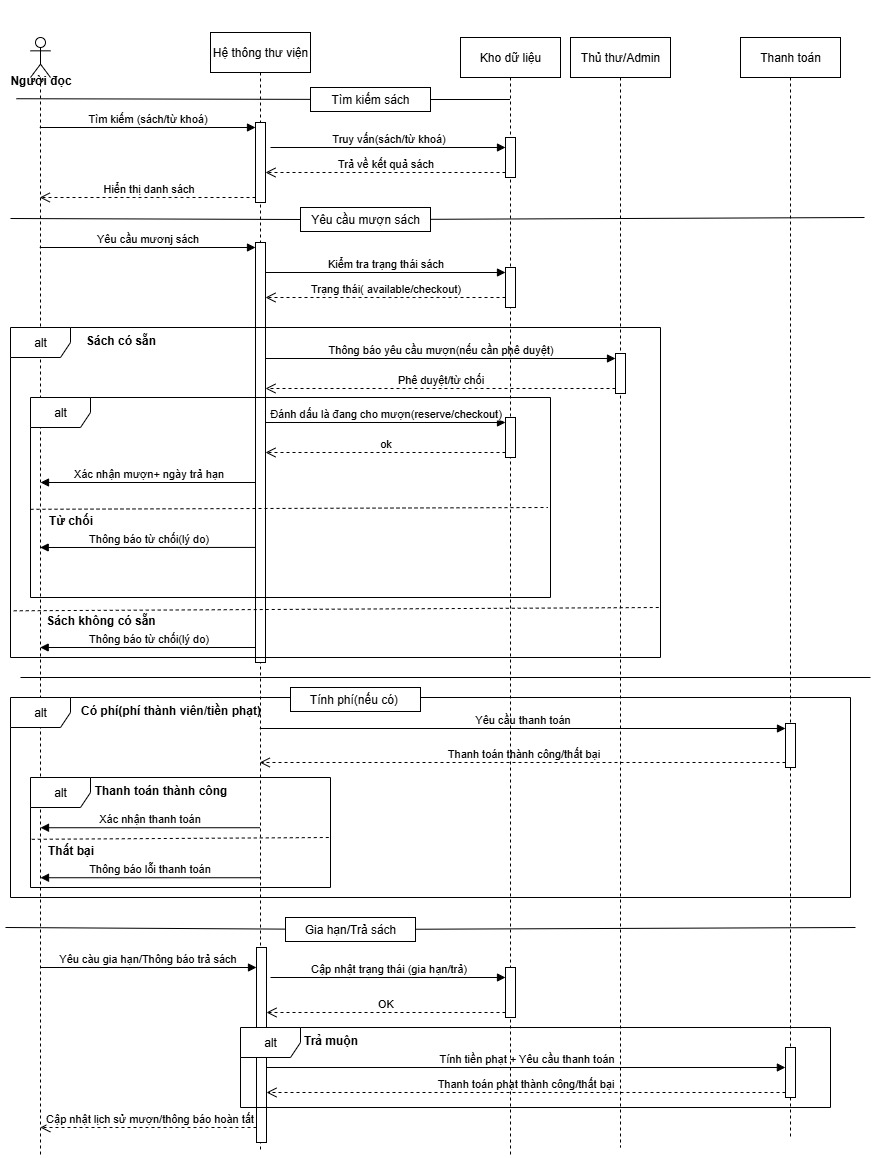 Người đọc
Hệ thông thư viện
Kho dữ liệu
Thủ thư/Admin
Thanh toán
Tìm kiếm sách
Tìm kiếm (sách/từ khoá)
Truy vấn(sách/từ khoá)
Trả về kết quả sách
Hiển thị danh sách
Yêu cầu mượn sách
Yêu cầu mươnj sách
Kiểm tra trạng thái sách
Trạng thái( available/checkout)
alt
Sách có sẵn
Thông báo yêu cầu mượn(nếu cần phê duyệt)
Phê duyệt/từ chối
alt
Đánh dấu là đang cho mượn(reserve/checkout)
ok
Xác nhận mượn+ ngày trả hạn
Từ chối
Thông báo từ chối(lý do)
Sách không có sẵn
Thông báo từ chối(lý do)
Tính phí(nếu có)
alt
Có phí(phí thành viên/tiền phạt)
Yêu cầu thanh toán
Thanh toán thành công/thất bại
alt
Thanh toán thành công
Xác nhận thanh toán
Thất bại
Thông báo lỗi thanh toán
Gia hạn/Trả sách
Yêu càu gia hạn/Thông báo trả sách
Cập nhật trạng thái (gia hạn/trả)
OK
alt
Trả muộn
Tính tiền phạt + Yêu cầu thanh toán
Thanh toán phạt thành công/thất bại
Cập nhật lịch sử mượn/thông báo hoàn tất